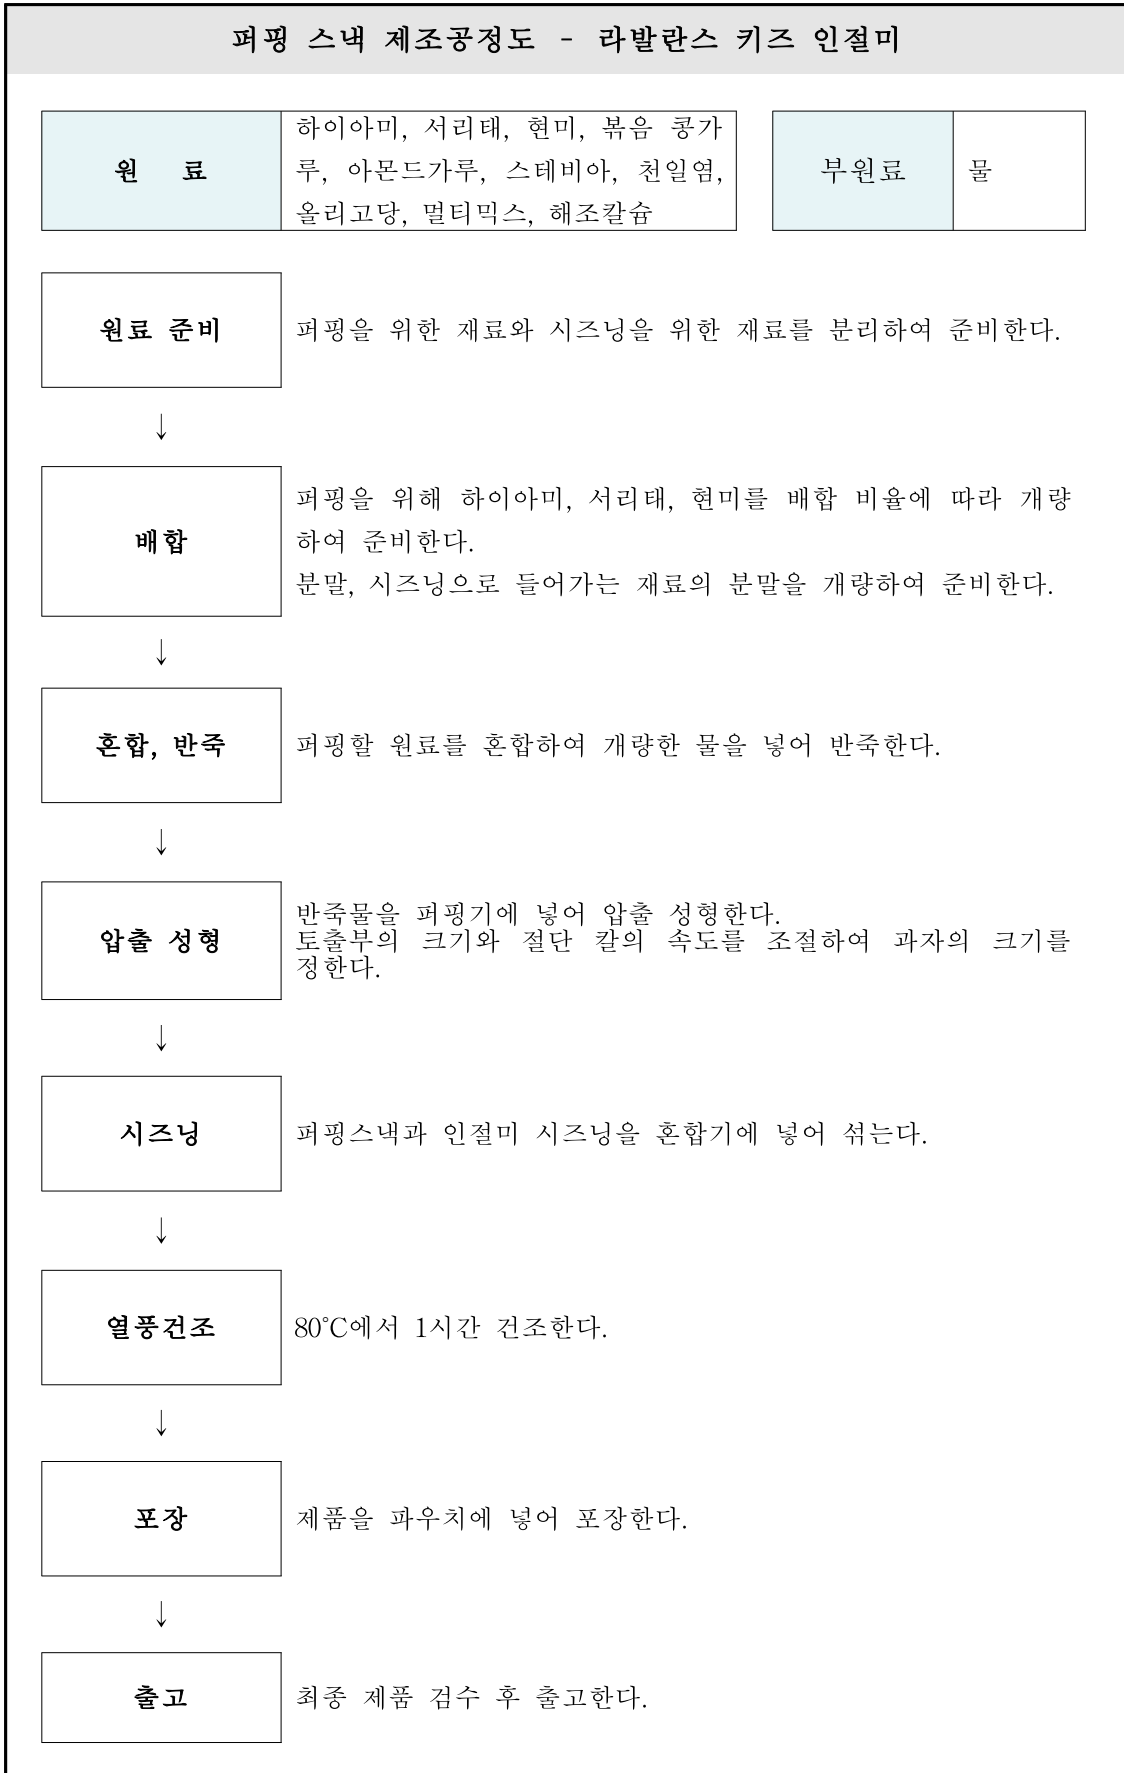 퍼핑 스낵 제조공정도 - 라발란스 키즈 인절미
원 료
하이아미, 서리태, 현미, 볶음 콩가
루, 아몬드가루, 스테비아, 천일염,
올리고당, 멀티믹스, 해조칼슘
부원료
물
원료 준비
퍼핑을 위한 재료와 시즈닝을 위한 재료를 분리하여 준비한다.
↓
배합
퍼핑을 위해 하이아미, 서리태, 현미를 배합 비율에 따라 개량
하여 준비한다.
분말, 시즈닝으로 들어가는 재료의 분말을 개량하여 준비한다.
↓
혼합, 반죽
퍼핑할 원료를 혼합하여 개량한 물을 넣어 반죽한다.
↓
압출 성형
반죽물을 퍼핑기에 넣어 압출 성형한다.
토출부의 크기와 절단 칼의 속도를 조절하여 과자의 크기를
정한다.
↓
시즈닝
퍼핑스낵과 인절미 시즈닝을 혼합기에 넣어 섞는다.
↓
열풍건조
80℃에서 1시간 건조한다.
↓
포장
제품을 파우치에 넣어 포장한다.
↓
출고
최종 제품 검수 후 출고한다.